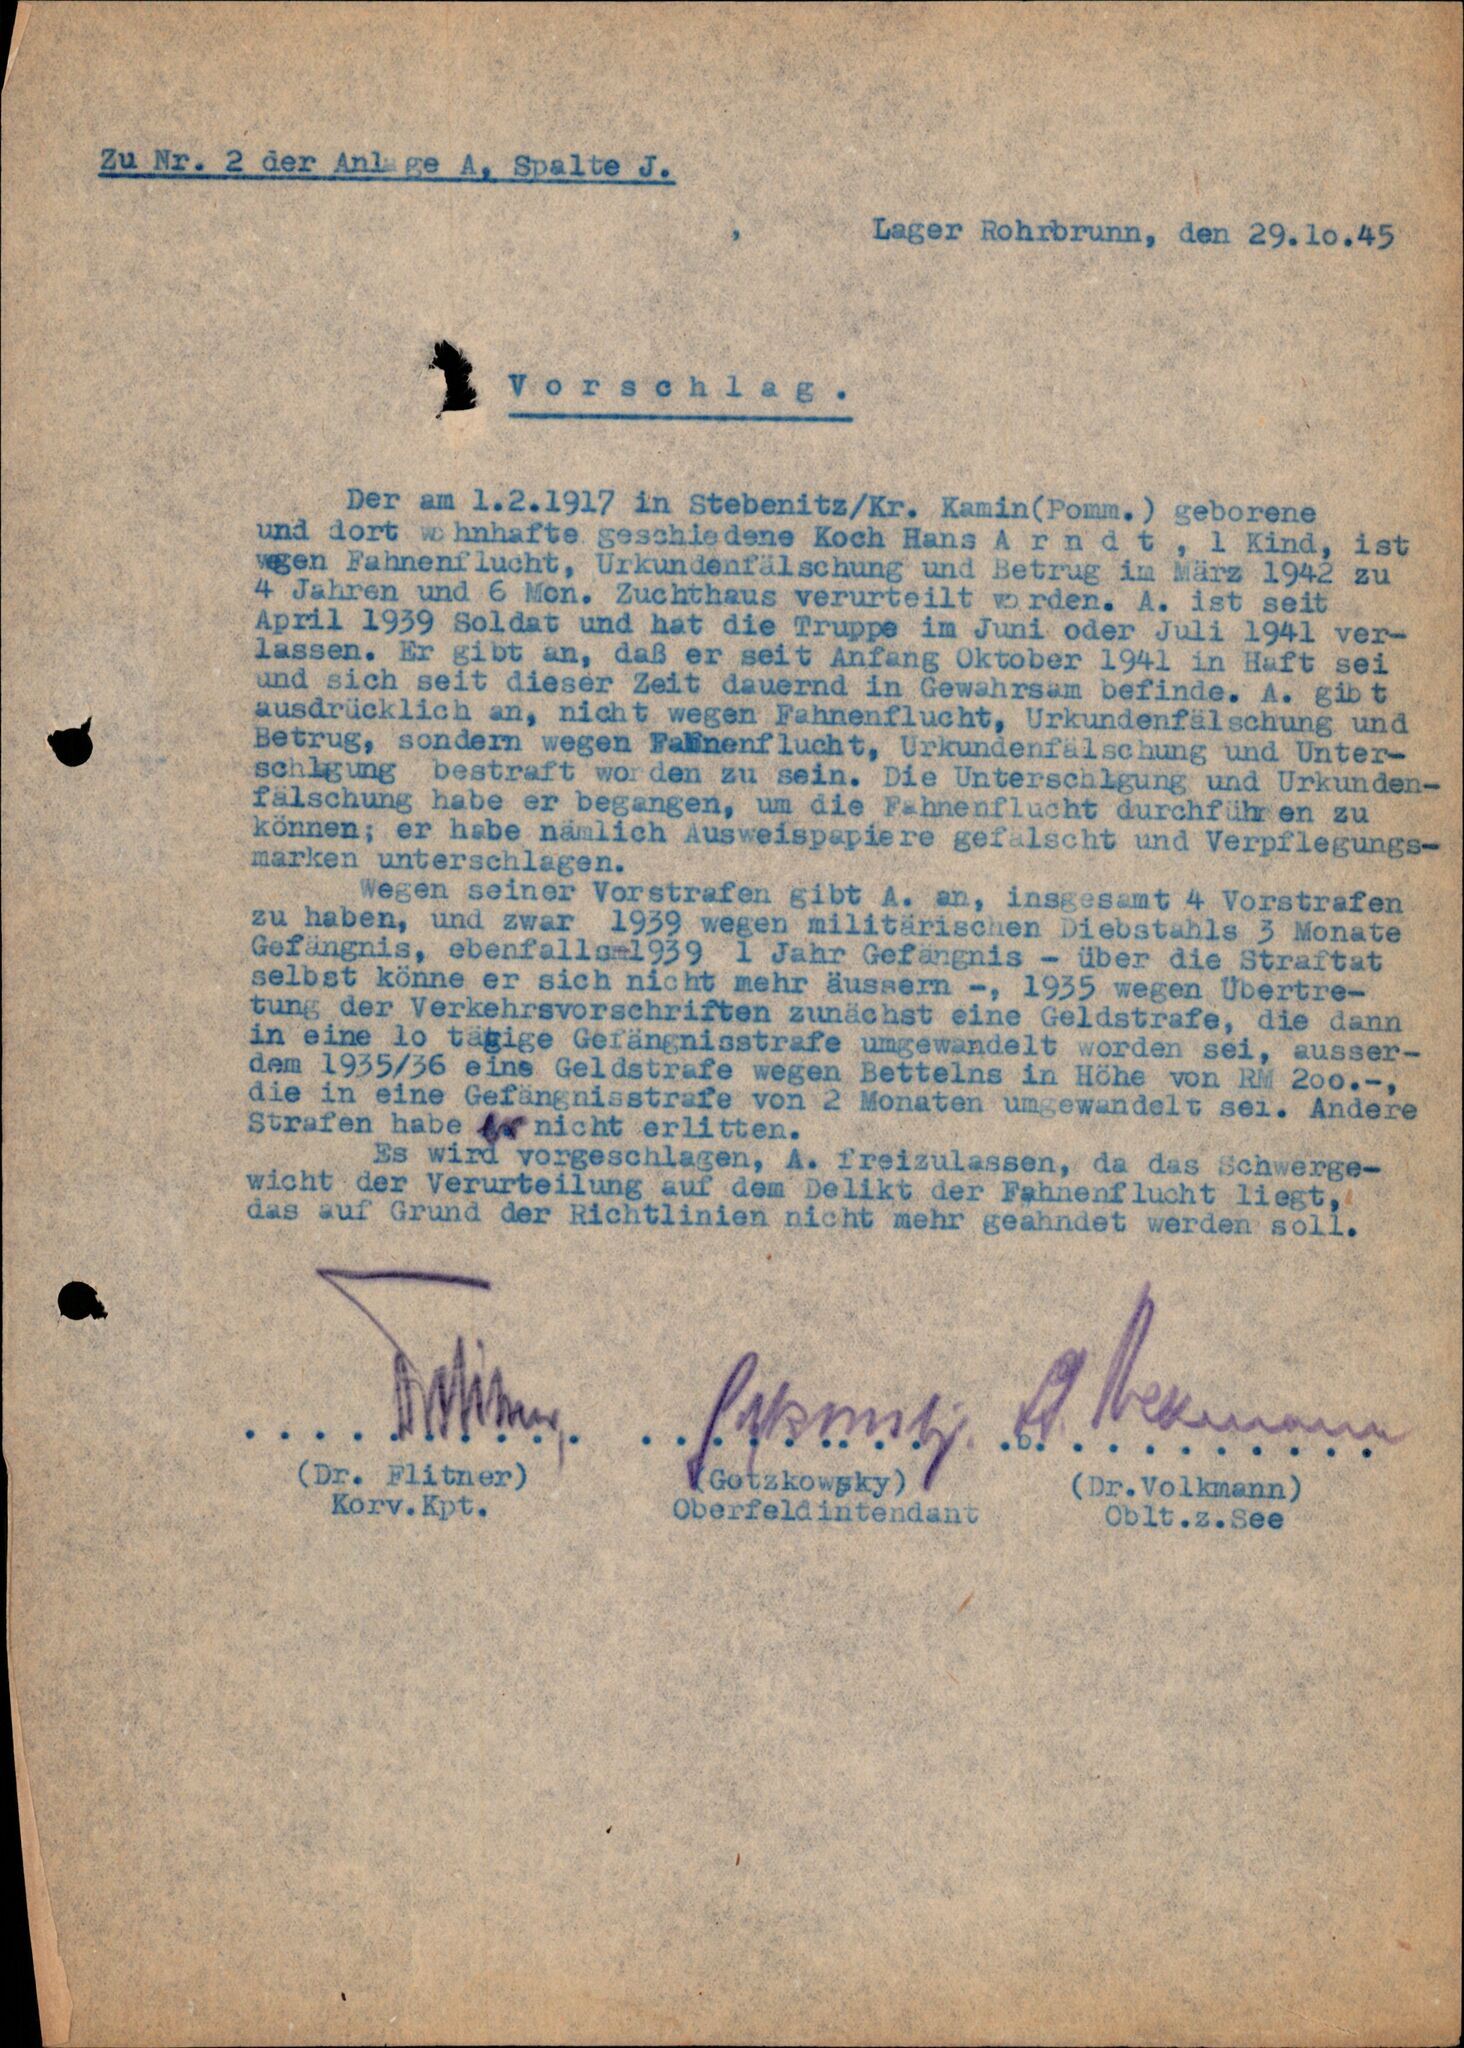 Zu Nr. 2 der Anlage A, Spalte J.
Lager Rohrbrunn, den 29.10.45
Vorschlag.
Der am 1.2.1917 in Stebenitz/Kr. Kamin(Pomm.) geborene
und dort wohnhafte geschiedene Koch Hans A r n d t , 1 Kind, ist
wegen Fahnenflucht, Urkundenfälschung und Betrug im März 1942 zu
4 Jahren und 6 Mon. Zuchthaus verurteilt worden. A. ist seit
April 1939 Soldat und hat die Truppe im Juni oder Juli 1941 ver-
lassen. Er gibt an, daß er seit Anfang Oktober 1941 in Haft sei
und sich seit dieser Zeit dauernd in Gewahrsam befinde. A. gibt
ausdrücklich an, nicht wegen Fahnenflucht, Urkundenfälschung und
Betrug, sondern wegen Fahnenflucht, Urkundenfälschung und Unter-
schlgung bestraft worden zu sein. Die Unterschlgung und Urkunden-
fälschung habe er begangen, um die Fahnenflucht durchführen zu
können; er habe nämlich Ausweispapiere gefälscht und Verpflegungs-
marken unterschlagen.
Wegen seiner Vorstrafen gibt A. an, insgesamt 4 Vorstrafen
zu haben, und zwar 1939 wegen militärischen Diebstahls 3 Monate
Gefängnis, ebenfalls 1939 1 Jahr Gefängnis - über die Straftat
selbst könne er sich nicht mehr äussern -, 1935 wegen Übertre-
tung der Verkehrsvorschriften zunächst eine Geldstrafe, die dann
in eine 10 tägige Gefängnisstrafe umgewandelt worden sei, ausser-
dem 1935/36 eine Geldstrafe wegen Bettelns in Höhe von RM 200.-,
die in eine Gefängnisstrafe von 2 Monaten umgewandelt sei. Andere
Strafen habe er nicht erlitten.
Es wird vorgeschlagen, A. freizulassen, da das Schwerge-
wicht der Verurteilung auf dem Delikt der Fahnenflucht liegt,
das auf Grund der Richtlinien nicht mehr geahndet werden soll.
Flitner Gotzkowsky Dr. Volkmann
(Dr. Flitner) (Gotzkowsky) (Dr.Volkmann)
Korv.Kpt. Oberfeldintendant Oblt.z.See